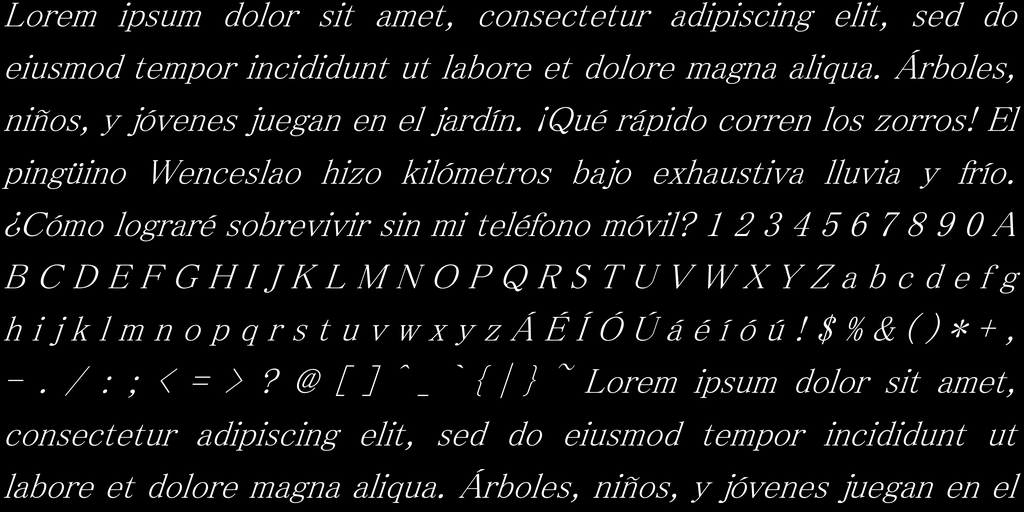 Lorem ipsum dolor sit amet, consectetur adipiscing elit, sed do
eiusmod tempor incididunt ut labore et dolore magna aliqua. Árboles,
niños, y jóvenes juegan en el jardín. ¡Qué rápido corren los zorros! El
pingüino Wenceslao hizo kilómetros bajo exhaustiva lluvia y frío.
¿Cómo lograré sobrevivir sin mi teléfono móvil? 1 2 3 4 5 6 7 8 9 0 A
B C D E F G H I J K L M N O P Q R S T U V W X Y Z a b c d e f g
h i j k l m n o p q r s t u v w x y z Á É Í Ó Ú á é í ó ú ! $ % & ( ) * + ,
- . / : ; < = > ? @ [ ] ^ _ ` { | } ~ Lorem ipsum dolor sit amet,
consectetur adipiscing elit, sed do eiusmod tempor incididunt ut
labore et dolore magna aliqua. Árboles, niños, y jóvenes juegan en el